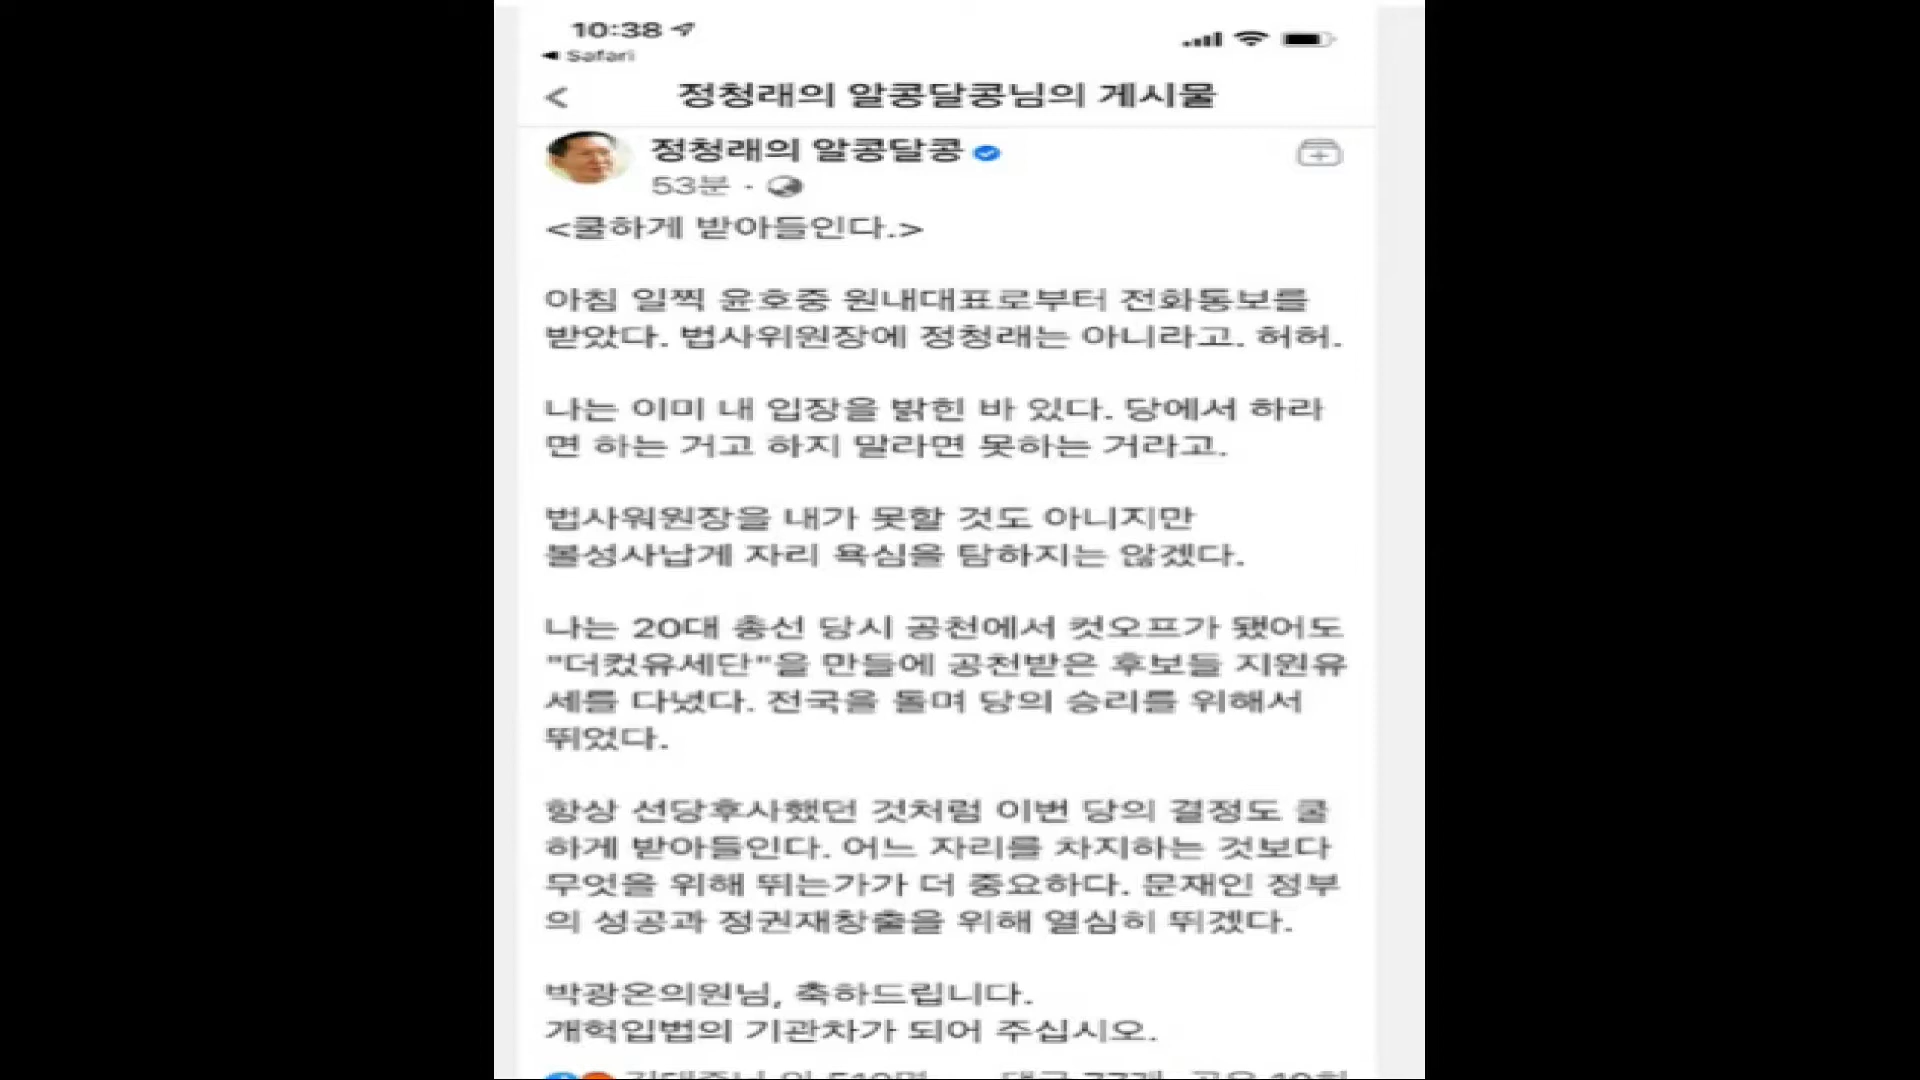 10:38
Safari
정청래의 알콩달콩님의 게시물
정청래의 알콩달콩
53분 ·
<쿨하게 받아들인다.>
아침 일찍 윤호중 원내대표로부터 전화통보를
받았다. 법사위원장에 정청래는 아니라고. 허허.
나는 이미 내 입장을 밝힌 바 있다. 당에서 하라
면 하는 거고 하지 말라면 못하는 거라고.
법사워원장을 내가 못할 것도 아니지만
볼성사납게 자리 욕심을 탐하지는 않겠다.
나는 20대 총선 당시 공천에서 컷오프가 됐어도
"더컸유세단"을 만들에 공천받은 후보들 지원유
세를 다녔다. 전국을 돌며 당의 승리를 위해서
뛰었다.
항상 선당후사했던 것처럼 이번 당의 결정도 쿨
하게 받아들인다. 어느 자리를 차지하는 것보다
무엇을 위해 뛰는가가 더 중요하다. 문재인 정부
의 성공과 정권재창출을 위해 열심히 뛰겠다.
박광온의원님, 축하드립니다.
개혁입법의 기관차가 되어 주십시오.